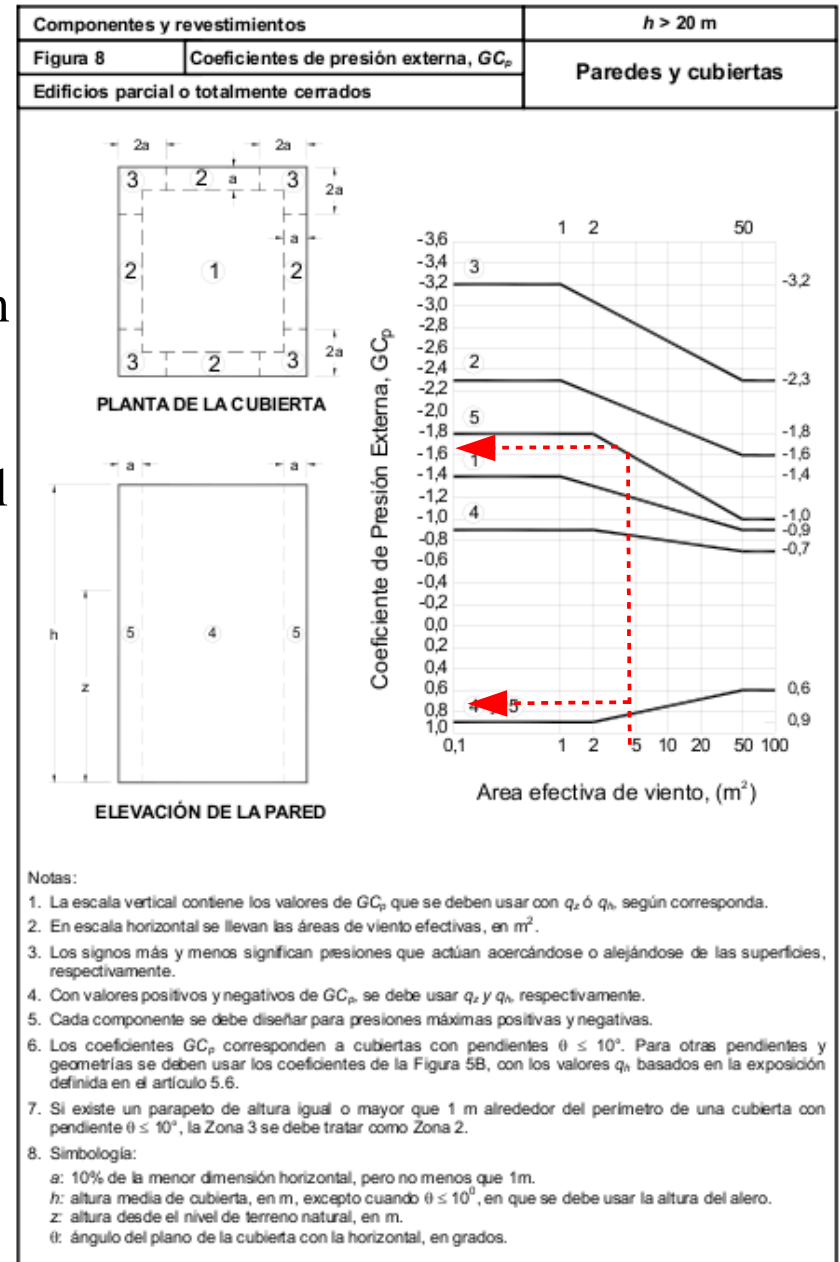 Componentes y revestimientos
h > 20 m
Figura 8
Coeficientes de presión externa, GCp
Paredes y cubiertas
Edificios parcial o totalmente cerrados
2a
2a
3
2
a
3
2a
a
2
1
2
3
2
3
2a
PLANTA DE LA CUBIERTA
a
a
h
z
5
4
5
ELEVACIÓN DE LA PARED
1 2 50
-3,6
-3,4
-3,2
-3,0
-2,8
-2,6
-2,4
-2,2
-2,0
-1,8
-1,6
-1,4
-1,2
-1,0
-0,8
-0,6
-0,4
-0,2
0,0
0,2
0,4
0,6
0,8
1,0
3
2
5
1
4
4
5
-3,2
-2,3
-1,8
-1,6
-1,4
-1,0
-0,9
-0,7
0,6
0,9
Coeficiente de Presión Externa, GCp
0,1 1 2 5 10 20 50 100
Area efectiva de viento, (m²)
Notas:
1. La escala vertical contiene los valores de GCp que se deben usar con qz ó qh, según corresponda.
2. En escala horizontal se llevan las áreas de viento efectivas, en m².
3. Los signos más y menos significan presiones que actúan acercándose o alejándose de las superficies,
respectivamente.
4. Con valores positivos y negativos de GCp, se debe usar qz y qh, respectivamente.
5. Cada componente se debe diseñar para presiones máximas positivas y negativas.
6. Los coeficientes GCp corresponden a cubiertas con pendientes θ ≤ 10°. Para otras pendientes y
geometrías se deben usar los coeficientes de la Figura 5B, con los valores qh basados en la exposición
definida en el artículo 5.6.
7. Si existe un parapeto de altura igual o mayor que 1 m alrededor del perímetro de una cubierta con
pendiente θ ≤ 10°, la Zona 3 se debe tratar como Zona 2.
8. Simbología:
a: 10% de la menor dimensión horizontal, pero no menos que 1m.
h: altura media de cubierta, en m, excepto cuando θ ≤ 10⁰, en que se debe usar la altura del alero.
z: altura desde el nivel de terreno natural, en m.
θ: ángulo del plano de la cubierta con la horizontal, en grados.